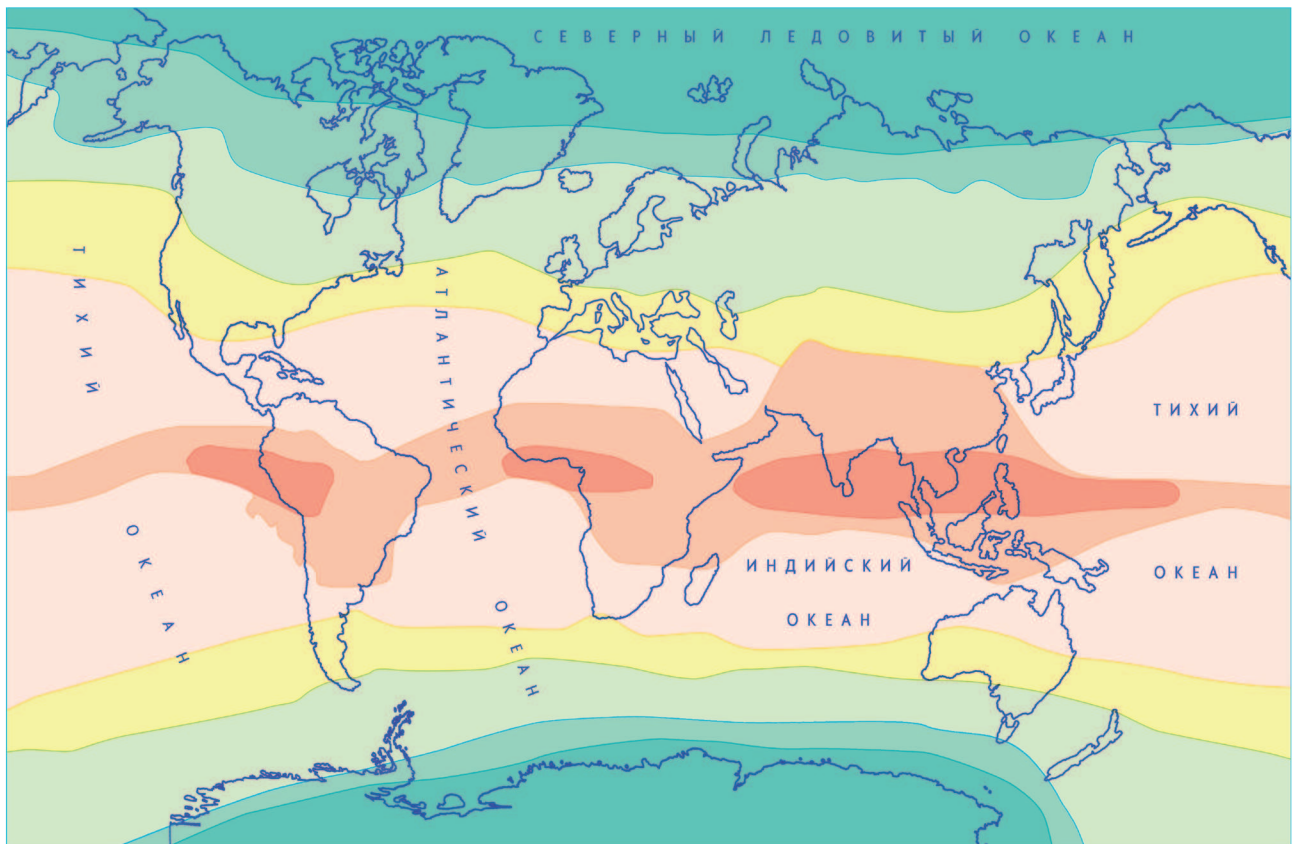 СЕВЕРНЫЙ ЛЕДОВИТЫЙ ОКЕАН
ТИХИЙ
ОКЕАН
АТЛАНТИЧЕСКИЙ
ОКЕАН
ИНДИЙСКИЙ
ОКЕАН
ТИХИЙ
ОКЕАН